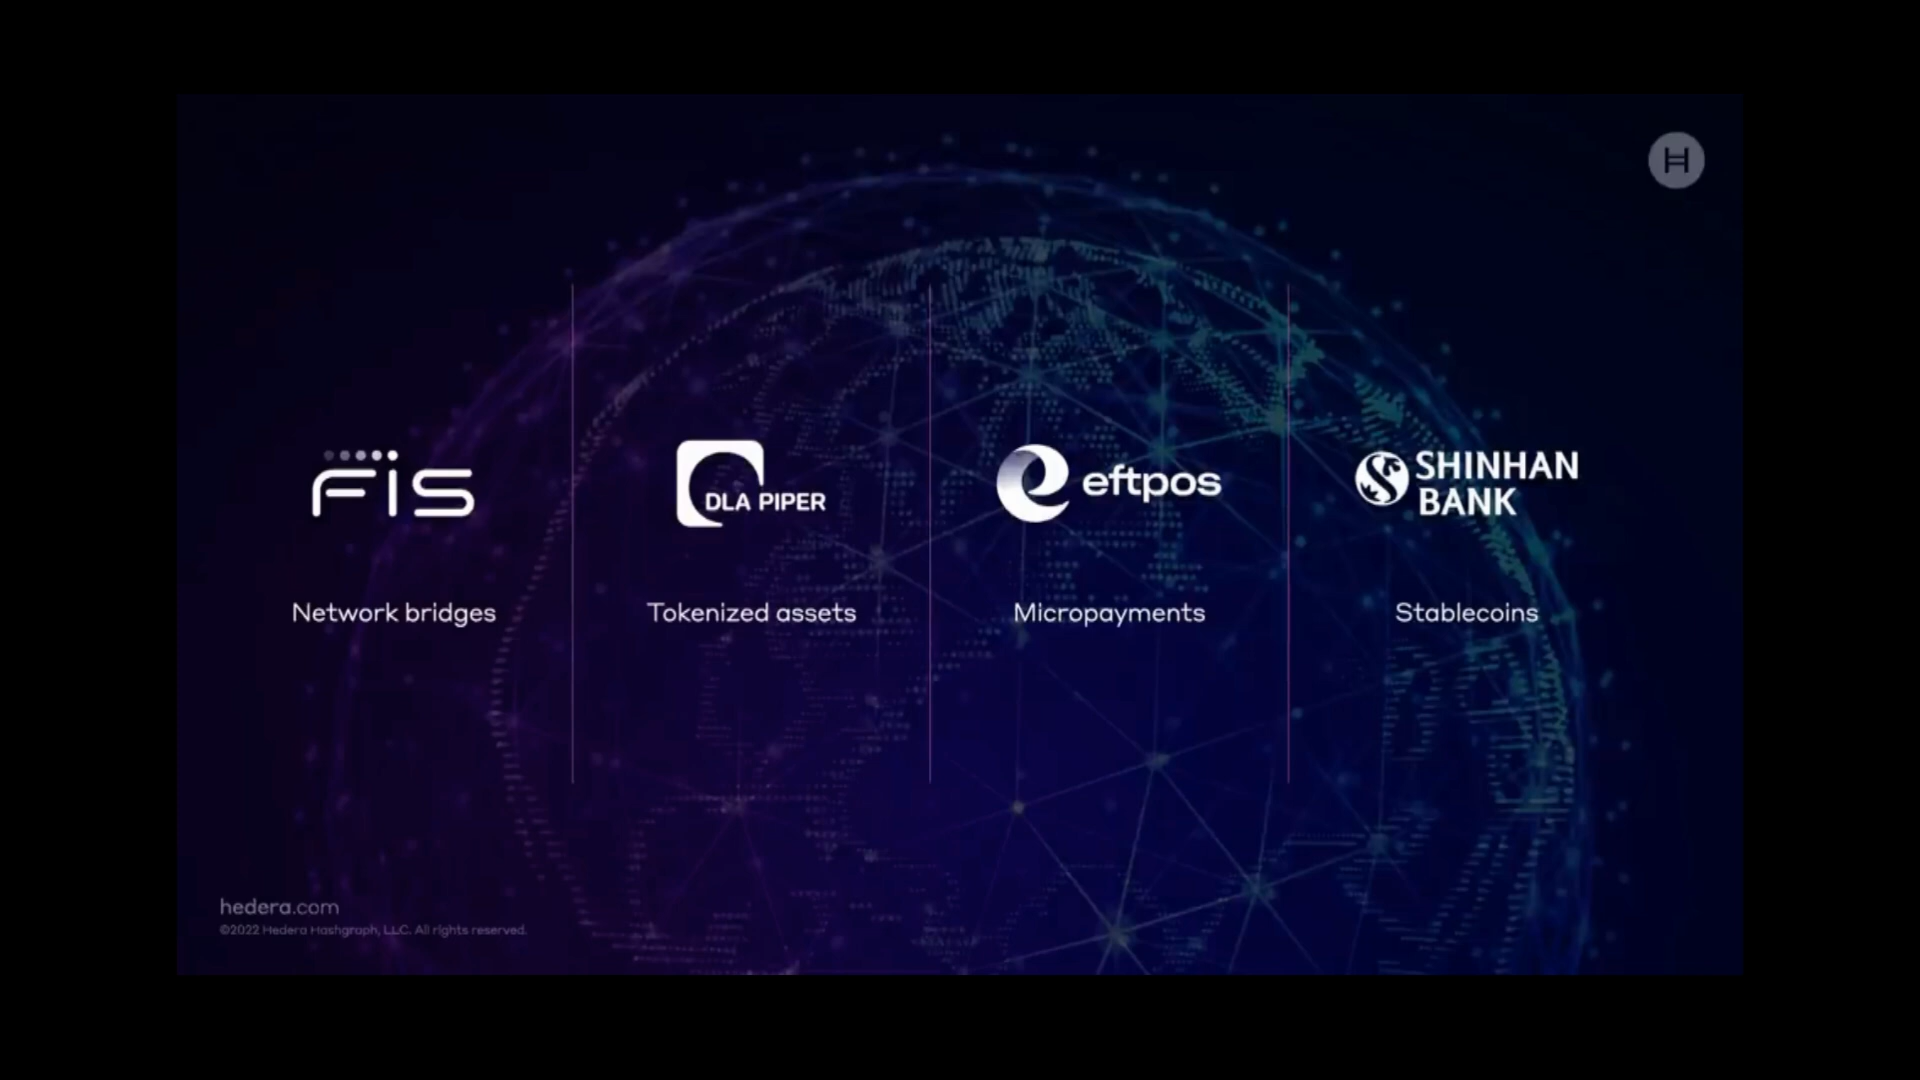 H
FIS
DLA PIPER
eftpos
SHINHAN
BANK
Network bridges
Tokenized assets
Micropayments
Stablecoins
hedera.com
©2022 Hedera Hashgraph, LLC. All rights reserved.